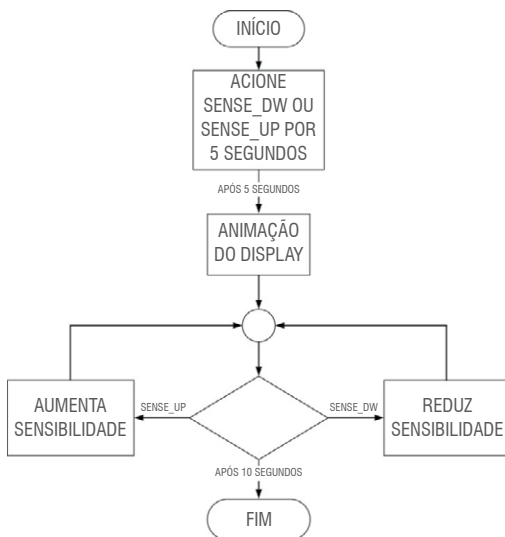 INÍCIO
ACIONE
SENSE_DW OU
SENSE_UP POR
5 SEGUNDOS
APÓS 5 SEGUNDOS
ANIMAÇÃO
DO DISPLAY
AUMENTA
SENSIBILIDADE
SENSE_UP
SENSE_DW
REDUZ
SENSIBILIDADE
APÓS 10 SEGUNDOS
FIM